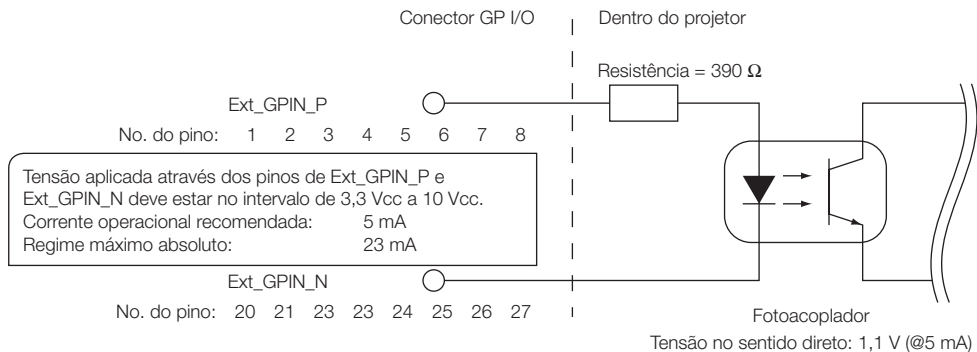 Conector GP I/O
Dentro do projetor
Resistência = 390 Ω
Ext_GPIN_P
No. do pino: 1 2 3 4 5 6 7 8
Tensão aplicada através dos pinos de Ext_GPIN_P e
Ext_GPIN_N deve estar no intervalo de 3,3 Vcc a 10 Vcc.
Corrente operacional recomendada: 5 mA
Regime máximo absoluto: 23 mA
Ext_GPIN_N
No. do pino: 20 21 23 23 24 25 26 27
Fotoacoplador
Tensão no sentido direto: 1,1 V (@5 mA)